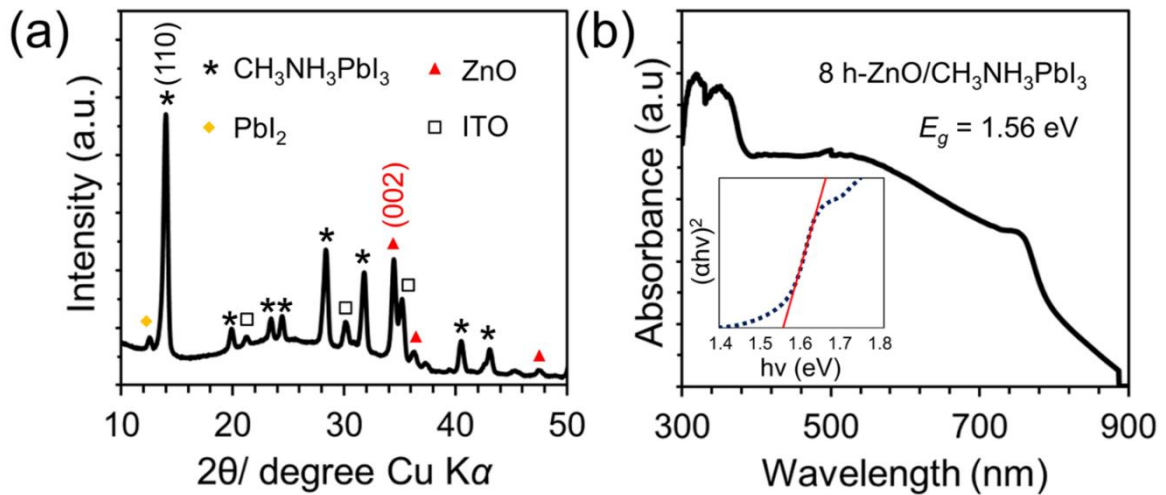 (a)
Intensity (a.u.)
* (110)
* CH₃NH₃PbI₃
▲ ZnO
◆ PbI₂
□ ITO
(002)
* □ * * * □ * □ * *
10 20 30 40 50
2θ/ degree Cu Kα
(b)
Absorbance (a.u)
8 h-ZnO/CH₃NH₃PbI₃
E_g = 1.56 eV
(αhν)²
1.4 1.5 1.6 1.7 1.8
hν (eV)
300 500 700 900
Wavelength (nm)